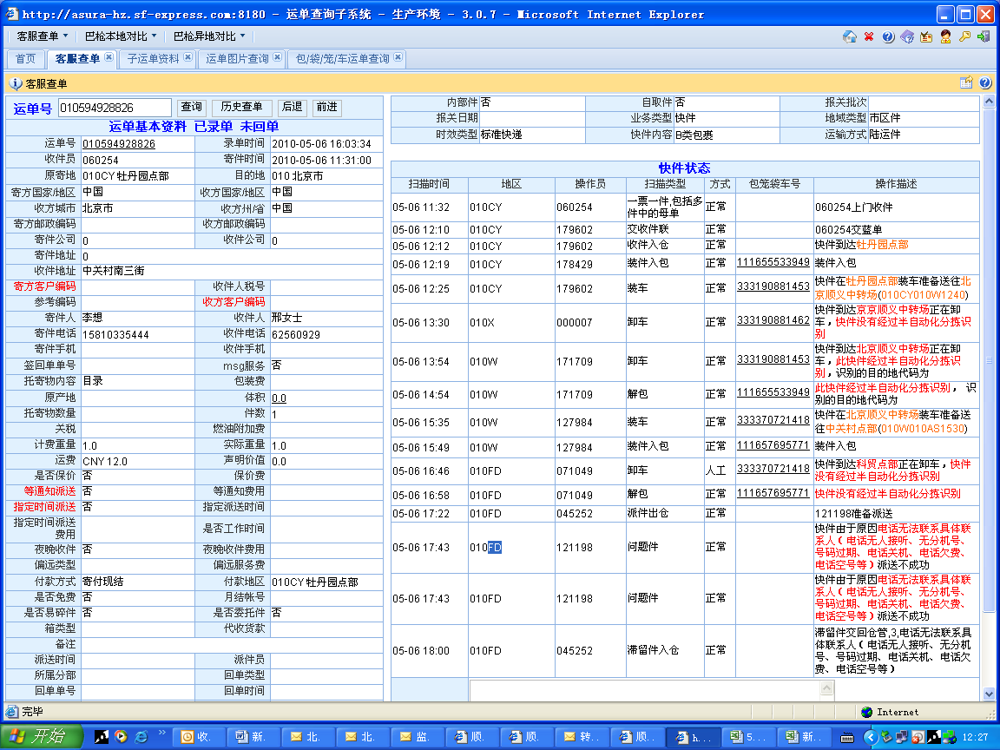 http://asura-hz.sf-express.com:8180 - 运单查询子系统 - 生产环境 - 3.0.7 - Microsoft Internet Explorer
客服查单 巴枪本地对比 巴枪异地对比
首页 客服查单 子运单资料 运单图片查询 包/袋/笼/车运单查询
客服查单
运单号 010594928826 查询 历史查单 后退 前进
运单基本资料 已录单 未回单
运单号 010594928826 录单时间 2010-05-06 16:03:34
收件员 060254 寄件时间 2010-05-06 11:31:00
原寄地 010CY牡丹园点部 目的地 010 北京市
寄方国家/地区 中国 收方国家/地区 中国
收方城市 北京市 收方州/省 中国
寄方邮政编码 收方邮政编码
寄件公司 0 收件公司 0
寄件地址 0
收件地址 中关村南三街
寄方客户编码 收件人税号
参考编码 收方客户编码
寄件人 李想 收件人 邢女士
寄件电话 15810335444 收件电话 62560929
寄件手机 收件手机
签回单单号 msg服务 否
托寄物内容 目录 包装费
原产地 体积 0.0
托寄物数量 件数 1
关税 燃油附加费
计费重量 1.0 实际重量 1.0
运费 CNY 12.0 声明价值 0.0
是否保价 否 保价费
等通知派送 否 等通知费用
指定时间派送 否 指定派送时间
指定时间派送
费用 是否工作时间
夜晚收件 否 夜晚收件费用
偏远类型 偏远服务费
付款方式 寄付现结 付款地区 010CY牡丹园点部
是否免费 否 月结帐号
是否易碎件 否 是否委托件 否
箱类型 代收货款
备注
派送时间 派件员
所属分部 回单类型
回单单号 回单时间
内部件 否 自取件 否 报关批次
报关日期 业务类型 快件 地域类型 市区件
时效类型 标准快递 快件内容 B类包裹 运输方式 陆运件
快件状态
扫描时间 地区 操作员 扫描类型 方式 包笼袋车号 操作描述
05-06 11:32 010CY 060254 一票一件,包括多
件中的母单 正常 060254上门收件
05-06 12:10 010CY 179602 交收件联 正常 060254交蓝单
05-06 12:12 010CY 179602 收件入仓 正常 快件到达牡丹园点部
05-06 12:19 010CY 178429 装件入包 正常 111655533949 装件入包
05-06 12:25 010CY 179602 装车 正常 333190881453 快件在牡丹园点部装车准备送往北
京顺义中转场(010CY010W1240)
05-06 13:30 010X 000007 卸车 正常 333190881462 快件到达京京顺义中转场正在卸
车，快件没有经过半自动化分拣识
别
05-06 13:54 010W 171709 卸车 正常 333190881453 快件到达北京顺义中转场正在卸
车，此快件经过半自动化分拣识
别，识别的目的地代码为
05-06 14:54 010W 171709 解包 正常 111655533949 此快件经过半自动化分拣识别， 识
别的目的地代码为
05-06 15:35 010W 127984 装车 正常 333370721418 快件在北京顺义中转场装车准备送
往中关村点部(010W010AS1530)
05-06 15:49 010W 127984 装件入包 正常 111657695771 装件入包
05-06 16:46 010FD 071049 卸车 人工 333370721418 快件到达科贸点部正在卸车，快件
没有经过半自动化分拣识别
05-06 16:58 010FD 071049 解包 正常 111657695771 快件没有经过半自动化分拣识别
05-06 17:22 010FD 045252 派件出仓 正常 121198准备派送
05-06 17:43 010FD 121198 问题件 正常 快件由于原因电话无法联系具体联
系人（电话无人接听、无分机号、
号码过期、电话关机、电话欠费、
电话空号等）派送不成功
05-06 17:43 010FD 121198 问题件 正常 快件由于原因电话无法联系具体联
系人（电话无人接听、无分机号、
号码过期、电话关机、电话欠费、
电话空号等）派送不成功
05-06 18:00 010FD 045252 滞留件入仓 正常 滞留件交回仓管,3,电话无法联系具
体联系人（电话无人接听、无分机
号、号码过期、电话关机、电话欠
费、电话空号等）
完毕 Internet
开始 收. 新. 北. 北. 监. 顺. 顺. 转.. 顺.. h... 5... 新.. 12:27